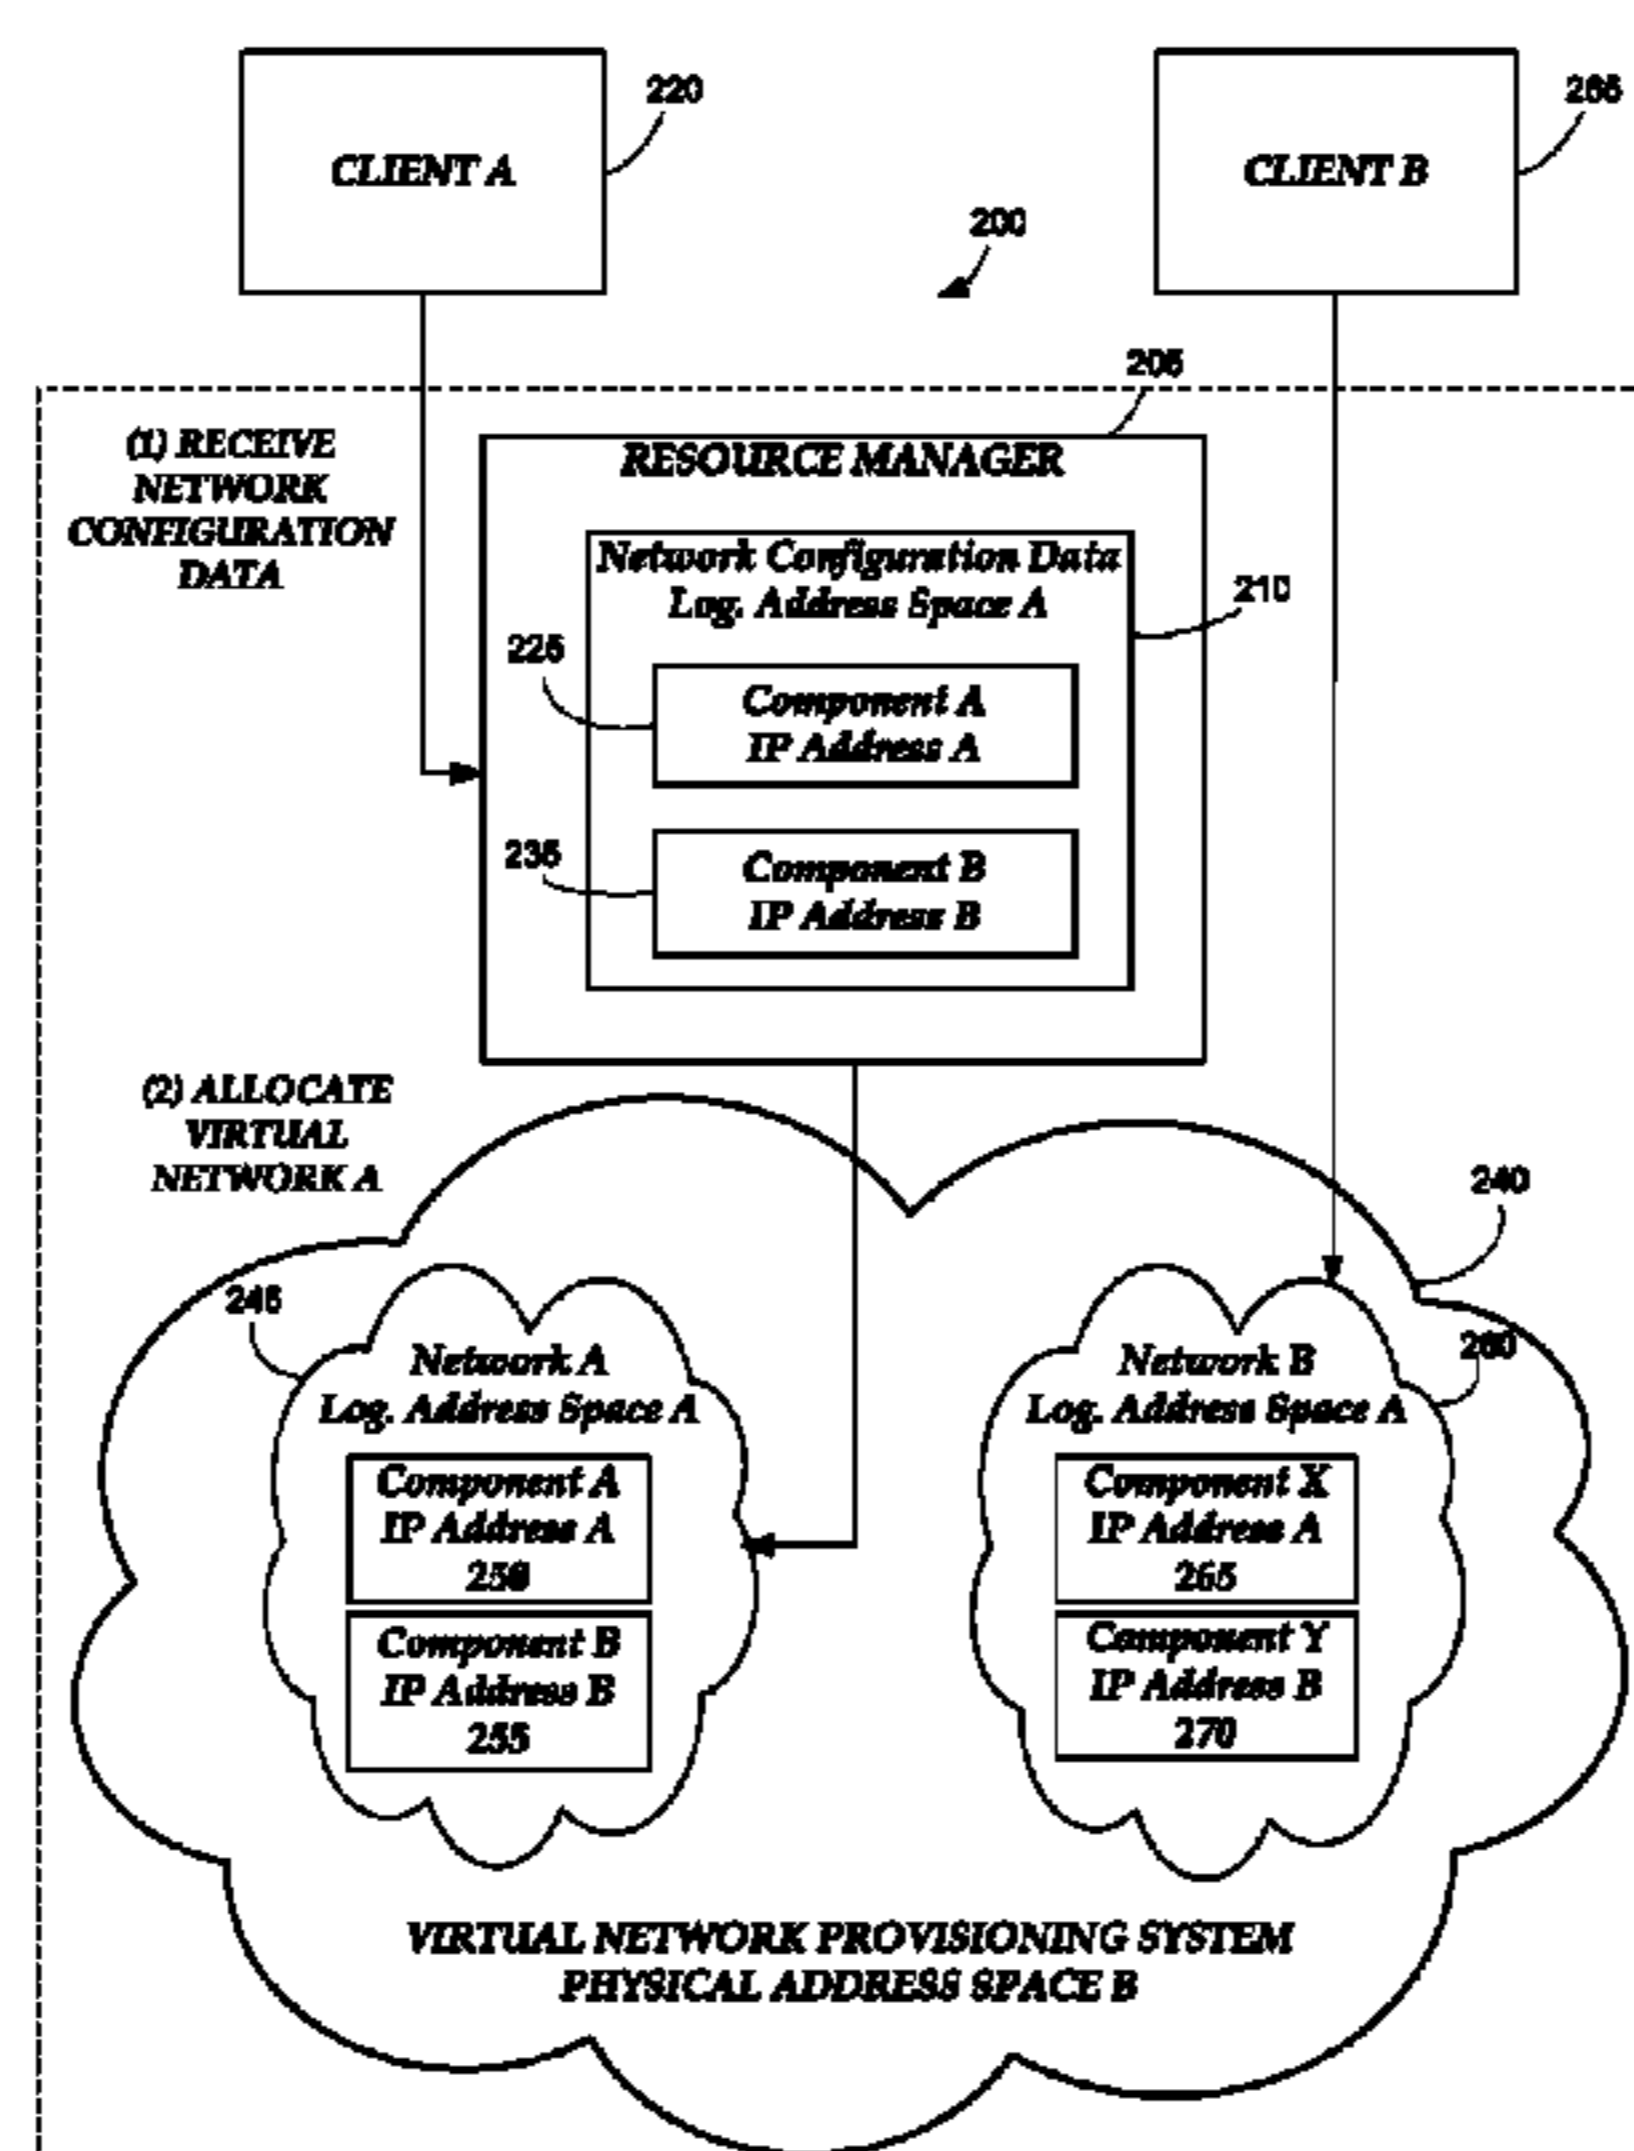 220
CLIENT A
CLIENT B
200
205
(1) RECEIVE
NETWORK
CONFIGURATION
DATA
RESOURCE MANAGER
Network Configuration Data
Log. Address Space A
210
225
Component A
IP Address A
235
Component B
IP Address B
(2) ALLOCATE
VIRTUAL
NETWORK A
240
245
260
Network A
Log. Address Space A
Component A
IP Address A
250
Component B
IP Address B
255
Network B
Log. Address Space A
Component X
IP Address A
265
Component Y
IP Address B
270
VIRTUAL NETWORK PROVISIONING SYSTEM
PHYSICAL ADDRESS SPACE B